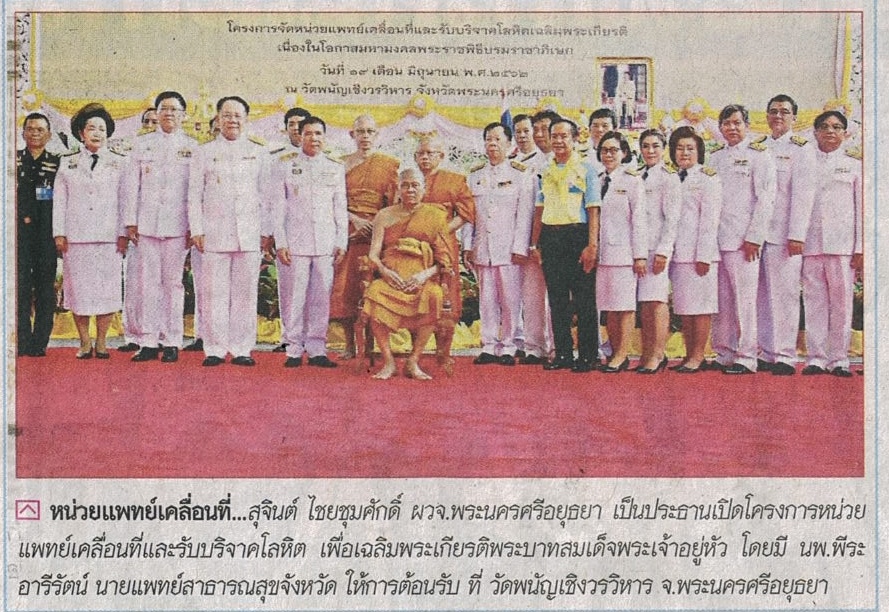 โครงการจัดหน่วยแพทย์เคลื่อนที่และรับบริจาคโลหิตเฉลิมพระเกียรติ
เนื่องในโอกาสมหามงคลพระราชพิธีบรมราชาภิเษก
วันที่ ๑๙ เดือน มิถุนายน พ.ศ.๒๕๖๒
ณ วัดพนัญเชิงวรวิหาร จังหวัดพระนครศรีอยุธยา
หน่วยแพทย์เคลื่อนที่...สุจินต์ ไชยชุมศักดิ์ ผวจ.พระนครศรีอยุธยา เป็นประธานเปิดโครงการหน่วย
แพทย์เคลื่อนที่และรับบริจาคโลหิต เพื่อเฉลิมพระเกียรติพระบาทสมเด็จพระเจ้าอยู่หัว โดยมี นพ.พีระ
อารีรัตน์ นายแพทย์สาธารณสุขจังหวัด ให้การต้อนรับ ที่ วัดพนัญเชิงวรวิหาร จ.พระนครศรีอยุธยา